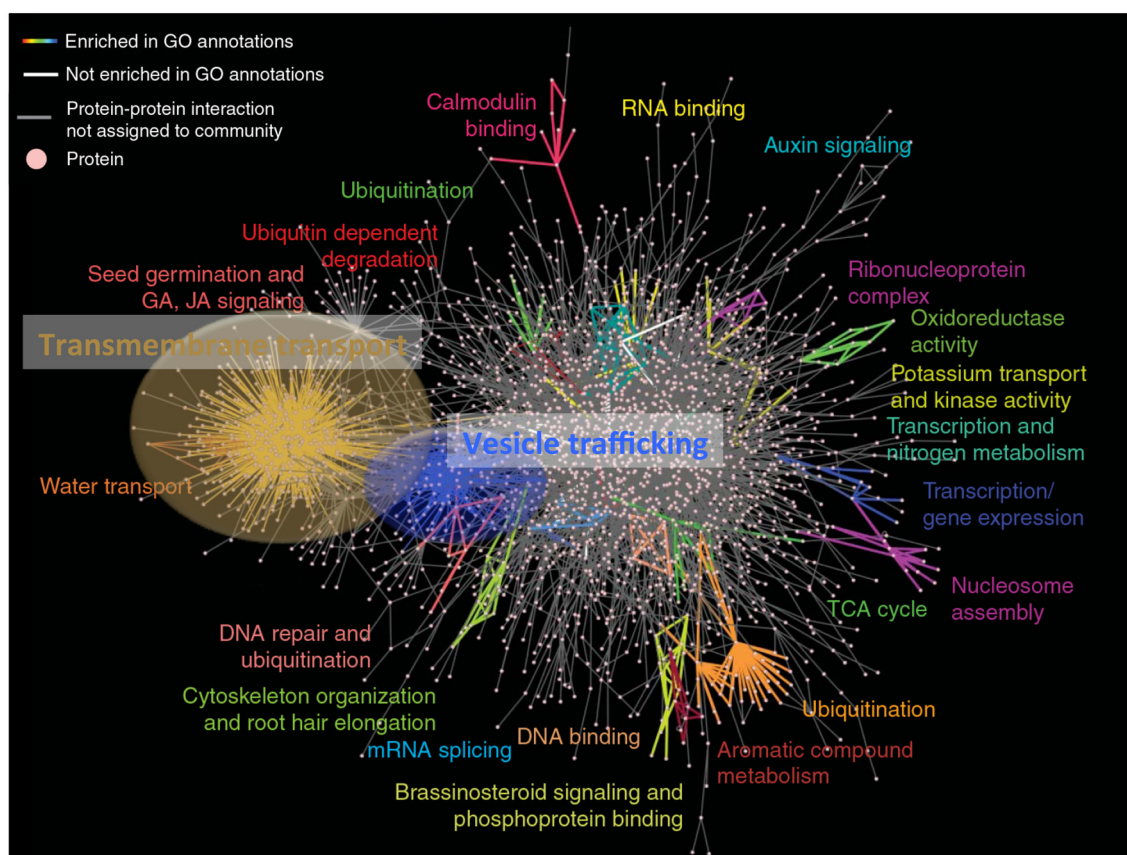 Enriched in GO annotations
Not enriched in GO annotations
Protein-protein interaction
not assigned to community
Protein
Calmodulin
binding
RNA binding
Auxin signaling
Ubiquitination
Ubiquitin dependent
degradation
Seed germination and
GA, JA signaling
Ribonucleoprotein
complex
Oxidoreductase
activity
Transmembrane transport
Potassium transport
and kinase activity
Vesicle trafficking
Transcription and
nitrogen metabolism
Water transport
Transcription/
gene expression
Nucleosome
assembly
TCA cycle
DNA repair and
ubiquitination
Cytoskeleton organization
and root hair elongation
Ubiquitination
mRNA splicing
DNA binding
Aromatic compound
metabolism
Brassinosteroid signaling and
phosphoprotein binding